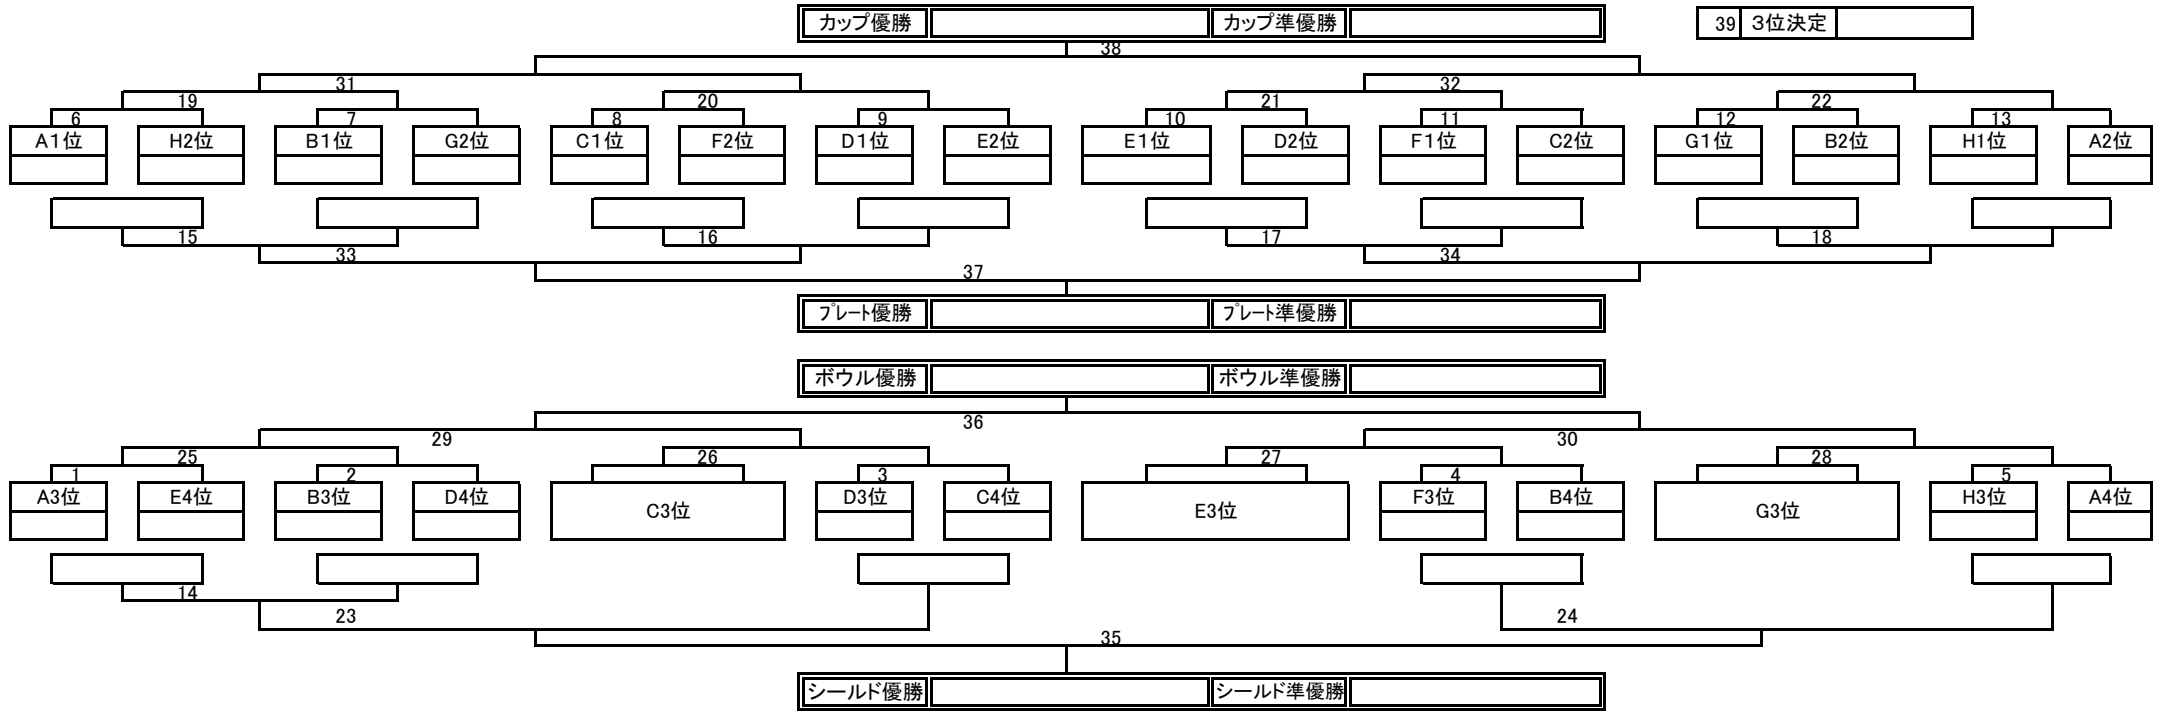 カップ優勝 カップ準優勝 39 ３位決定
38
31 32
19 20 21 22
6 7 8 9 10 11 12 13
A１位 H2位 B１位 G2位 C１位 F2位 D１位 E2位 E１位 D2位 F１位 C2位 G１位 B2位 H1位 A2位
15 16 17 18
33 34
37
プレート優勝 プレート準優勝
ボウル優勝 ボウル準優勝
36
29 30
25 26 27 28
1 2 3 4 5
A3位 E4位 B3位 D4位 C3位 D3位 C4位 E3位 F3位 B4位 G3位 H3位 A4位
14
23 24
35
シールド優勝 シールド準優勝